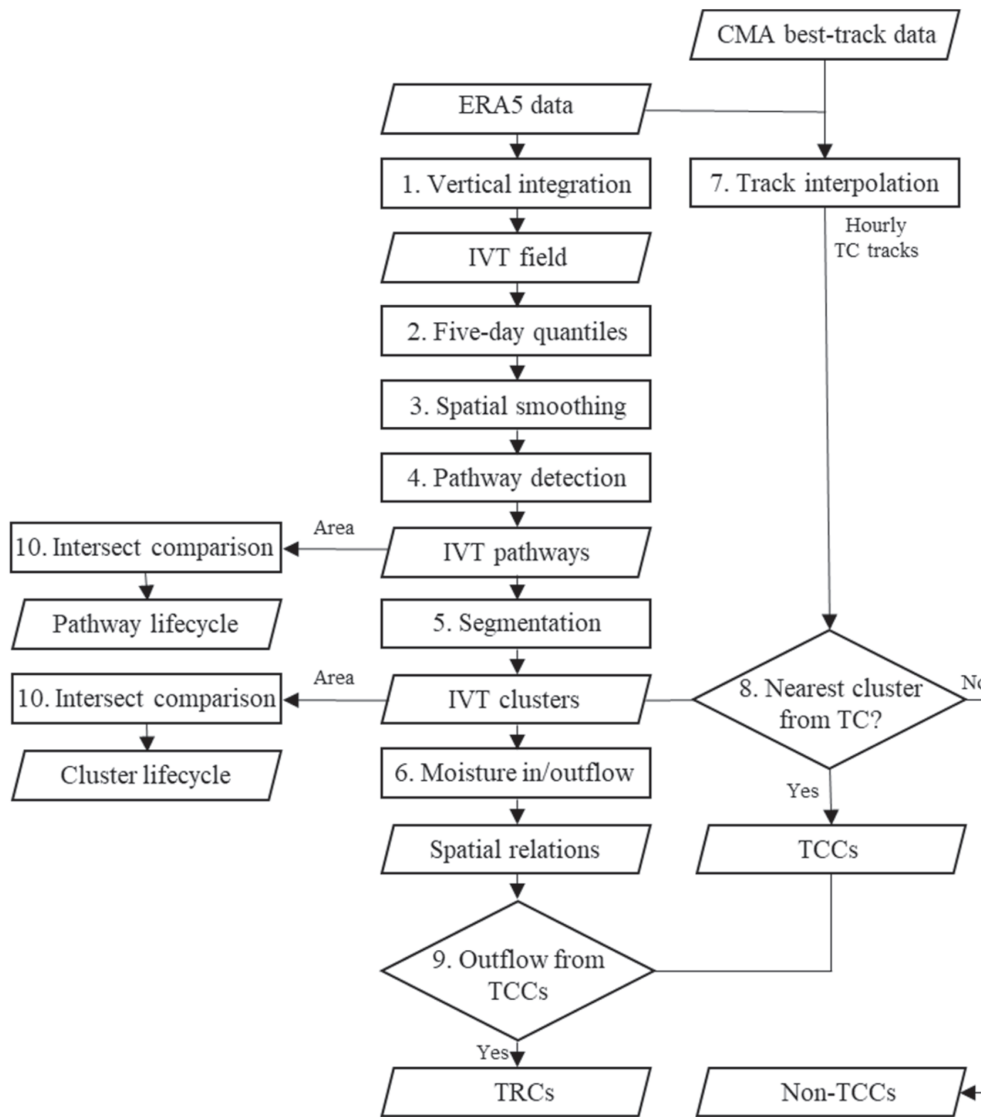 CMA best-track data
ERA5 data
1. Vertical integration
7. Track interpolation
Hourly
TC tracks
IVT field
2. Five-day quantiles
3. Spatial smoothing
4. Pathway detection
Area
10. Intersect comparison
IVT pathways
Pathway lifecycle
5. Segmentation
Area
10. Intersect comparison
IVT clusters
8. Nearest cluster
from TC?
No
Cluster lifecycle
6. Moisture in/outflow
Yes
Spatial relations
TCCs
9. Outflow from
TCCs
Yes
TRCs
Non-TCCs